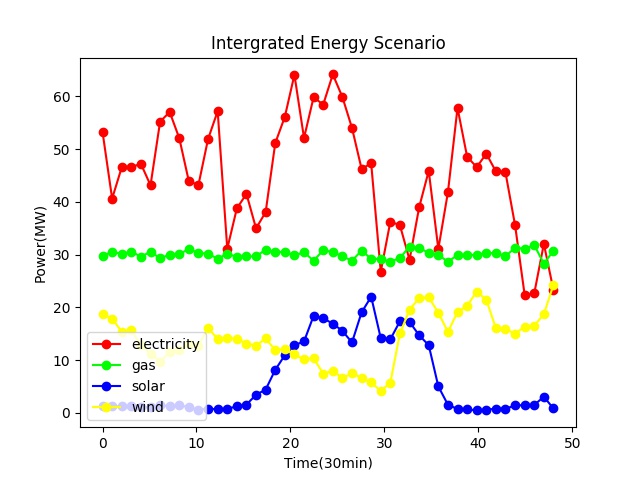 Intergrated Energy Scenario
Power(MW)
60
50
40
30
20
10
0
electricity
gas
solar
wind
0 10 20 30 40 50
Time(30min)